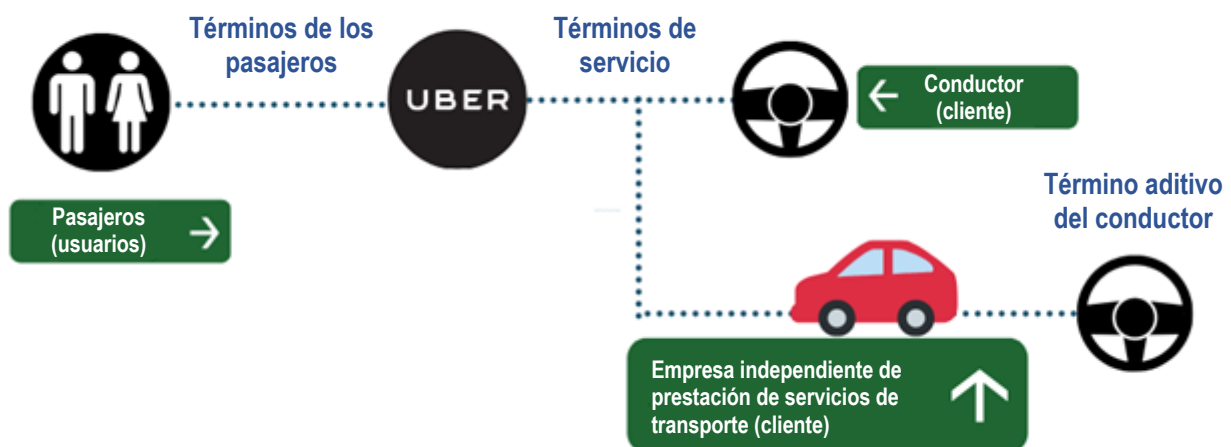 Términos de los
pasajeros
Términos de
servicio
UBER
Conductor
(cliente)
Pasajeros
(usuarios)
Término aditivo
del conductor
Empresa independiente de
prestación de servicios de
transporte (cliente)